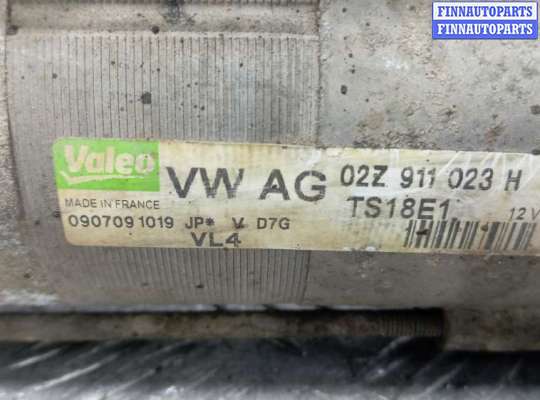 FINNAUTOPARTS
FINNAUTOPARTS
Valeo VW AG 02Z 911 023 H
MADE IN FRANCE TS18E1 12 V
0907091019 JP* V D7G
VL4